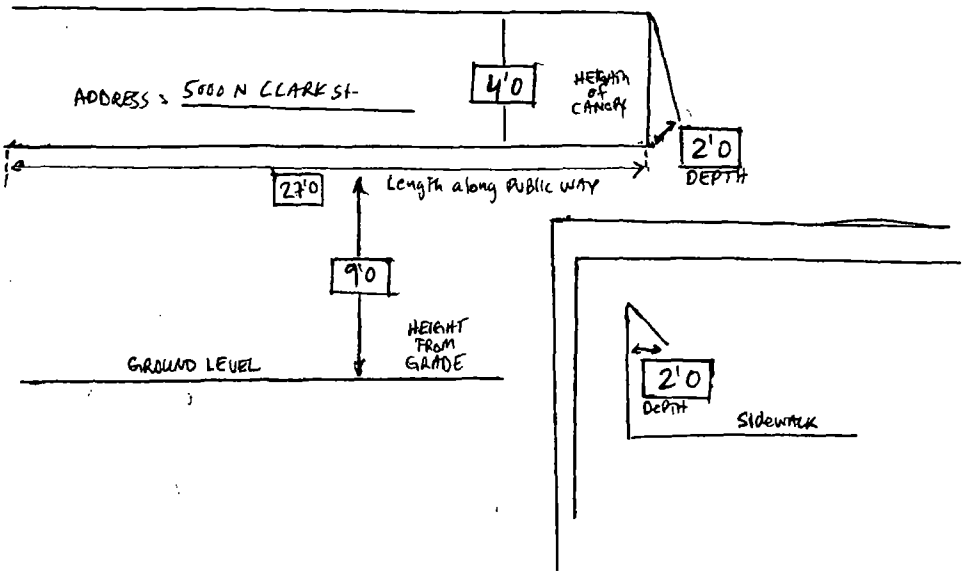 ADDRESS: 5000 N CLARK St-
4'0
HEIGHT
OF
CANOPY
2'0
DEPTH
27'0
Length along PUBLIC WAY
9'0
HEIGHT
FROM
GRADE
GROUND LEVEL
2'0
DEPTH
SIDEWALK